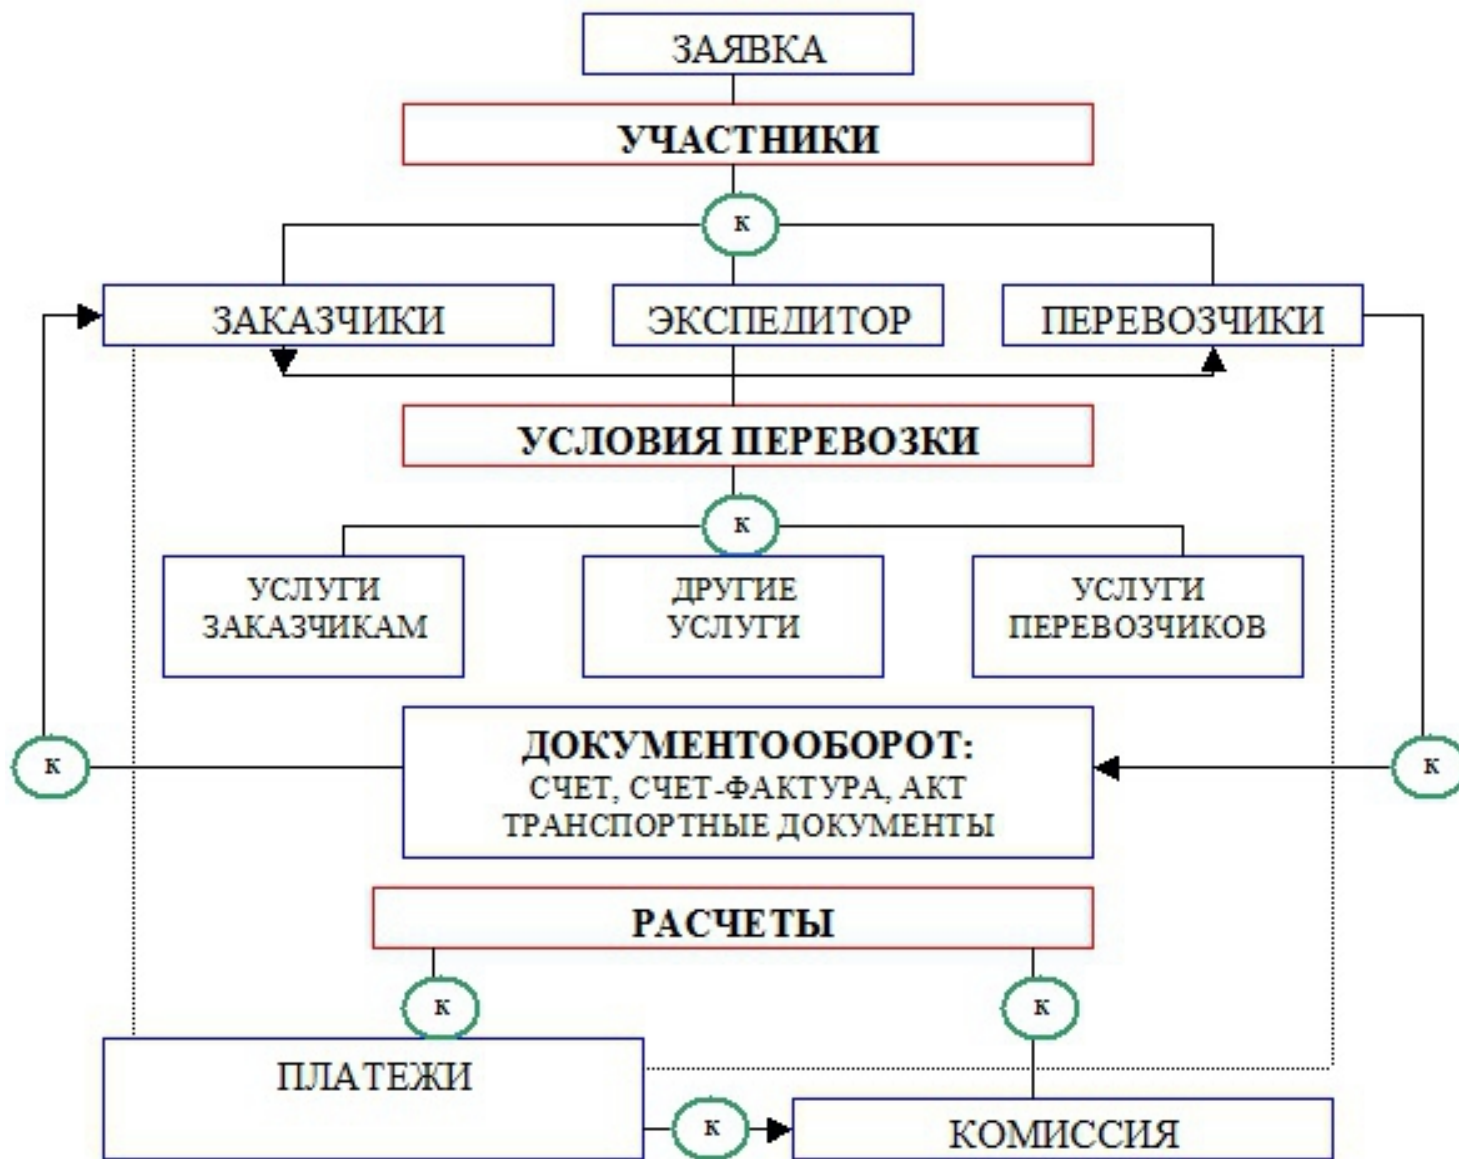 ЗАЯВКА
УЧАСТНИКИ
к
ЗАКАЗЧИКИ
ЭКСПЕДИТОР
ПЕРЕВОЗЧИКИ
УСЛОВИЯ ПЕРЕВОЗКИ
к
УСЛУГИ
ЗАКАЗЧИКАМ
ДРУГИЕ
УСЛУГИ
УСЛУГИ
ПЕРЕВОЗЧИКОВ
к
ДОКУМЕНТООБОРОТ:
СЧЕТ, СЧЕТ-ФАКТУРА, АКТ
ТРАНСПОРТНЫЕ ДОКУМЕНТЫ
к
РАСЧЕТЫ
к
к
ПЛАТЕЖИ
к
КОМИССИЯ